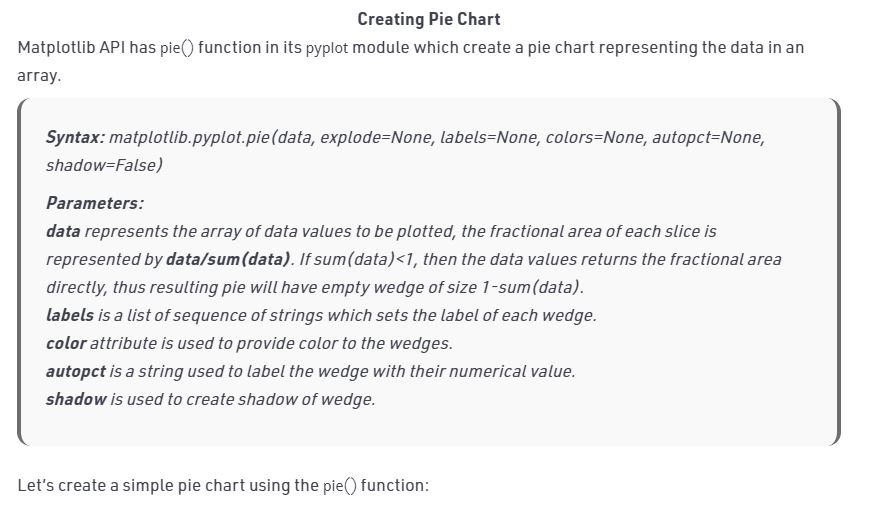 Creating Pie Chart
Matplotlib API has pie() function in its pyplot module which create a pie chart representing the data in an
array.
Syntax: matplotlib.pyplot.pie(data, explode=None, labels=None, colors=None, autopct=None,
shadow=False)
Parameters:
data represents the array of data values to be plotted, the fractional area of each slice is
represented by data/sum(data). If sum(data)<1, then the data values returns the fractional area
directly, thus resulting pie will have empty wedge of size 1-sum(data).
labels is a list of sequence of strings which sets the label of each wedge.
color attribute is used to provide color to the wedges.
autopct is a string used to label the wedge with their numerical value.
shadow is used to create shadow of wedge.
Let's create a simple pie chart using the pie() function: